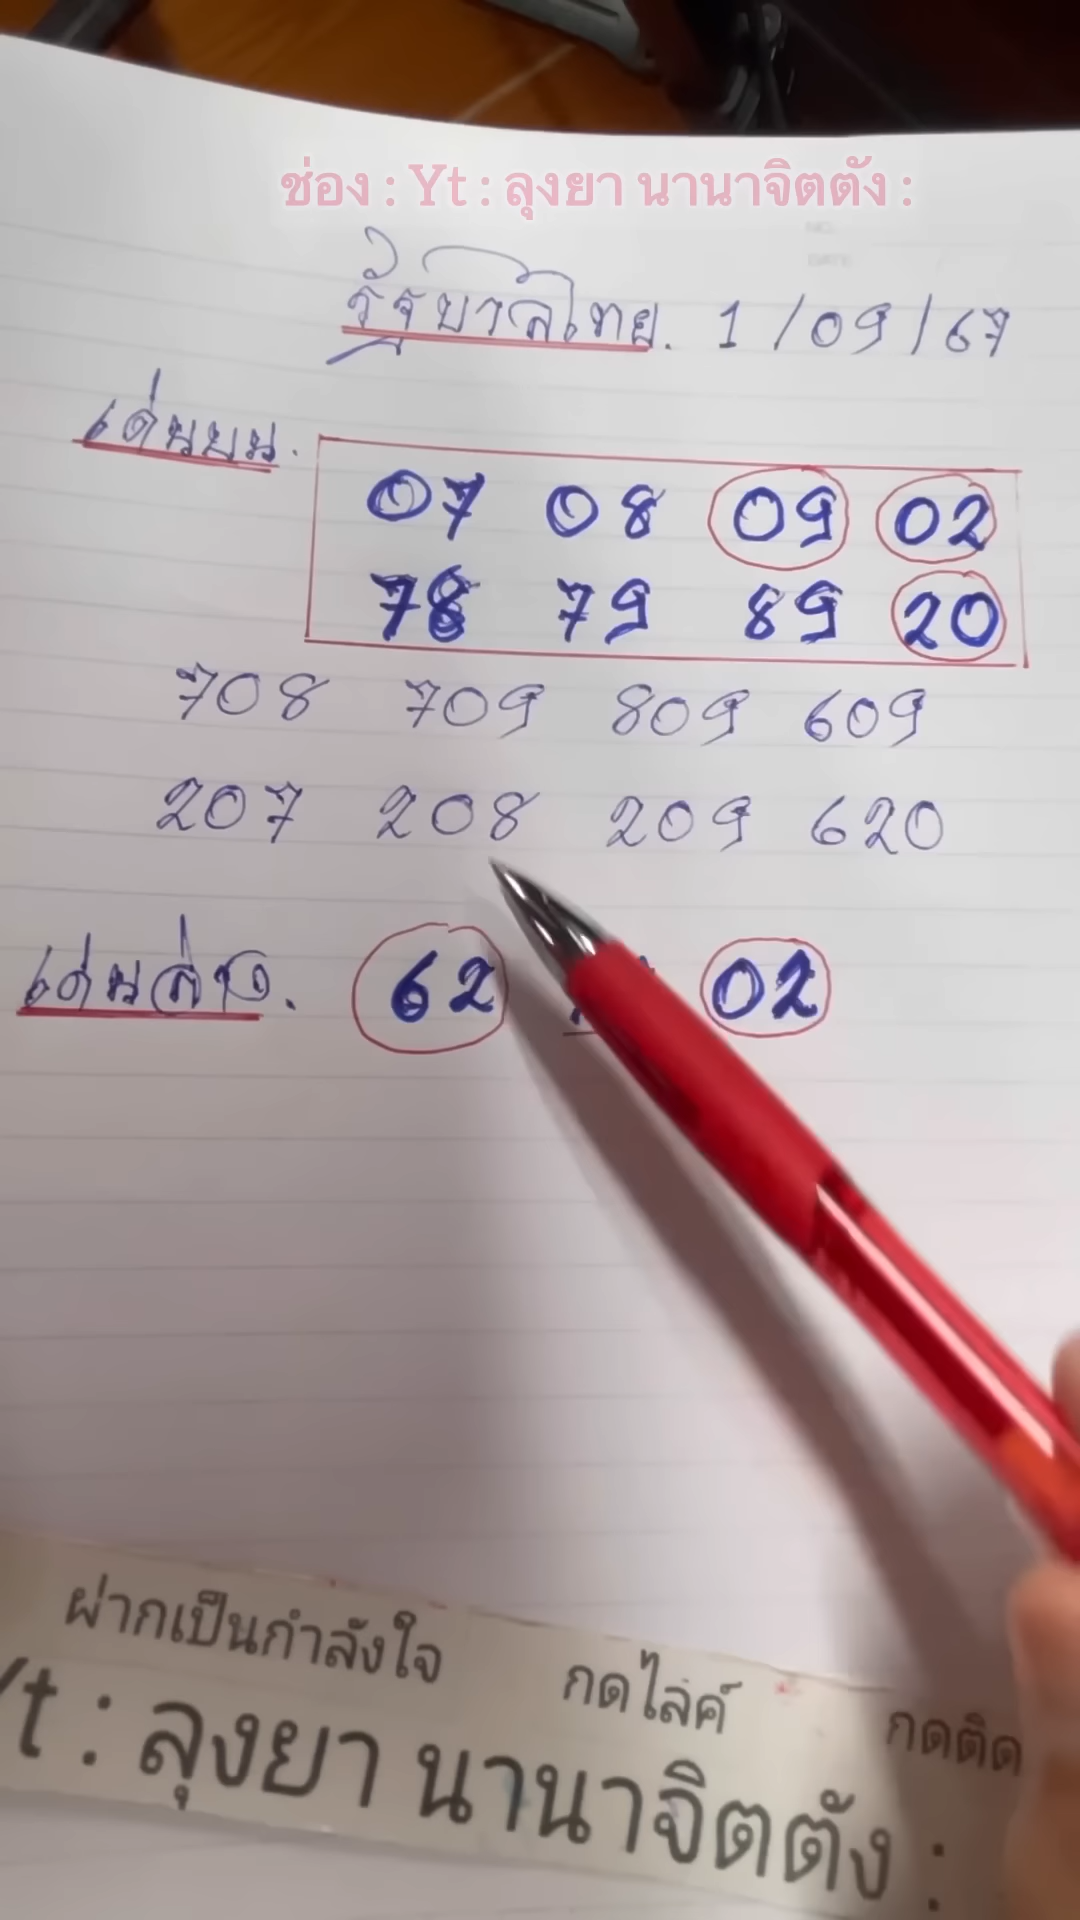 ช่อง : Yt : ลุงยา นานาจิตตัง :
รัฐบาลไทย. 1/09/67
เด่นบน.
07 08 09 02
78 79 89 20
708 709 809 609
207 208 209 620
เด่นล่าง. 62 02
ฝากเป็นกำลังใจ กดไลค์ กดติด
Yt : ลุงยา นานาจิตตัง :